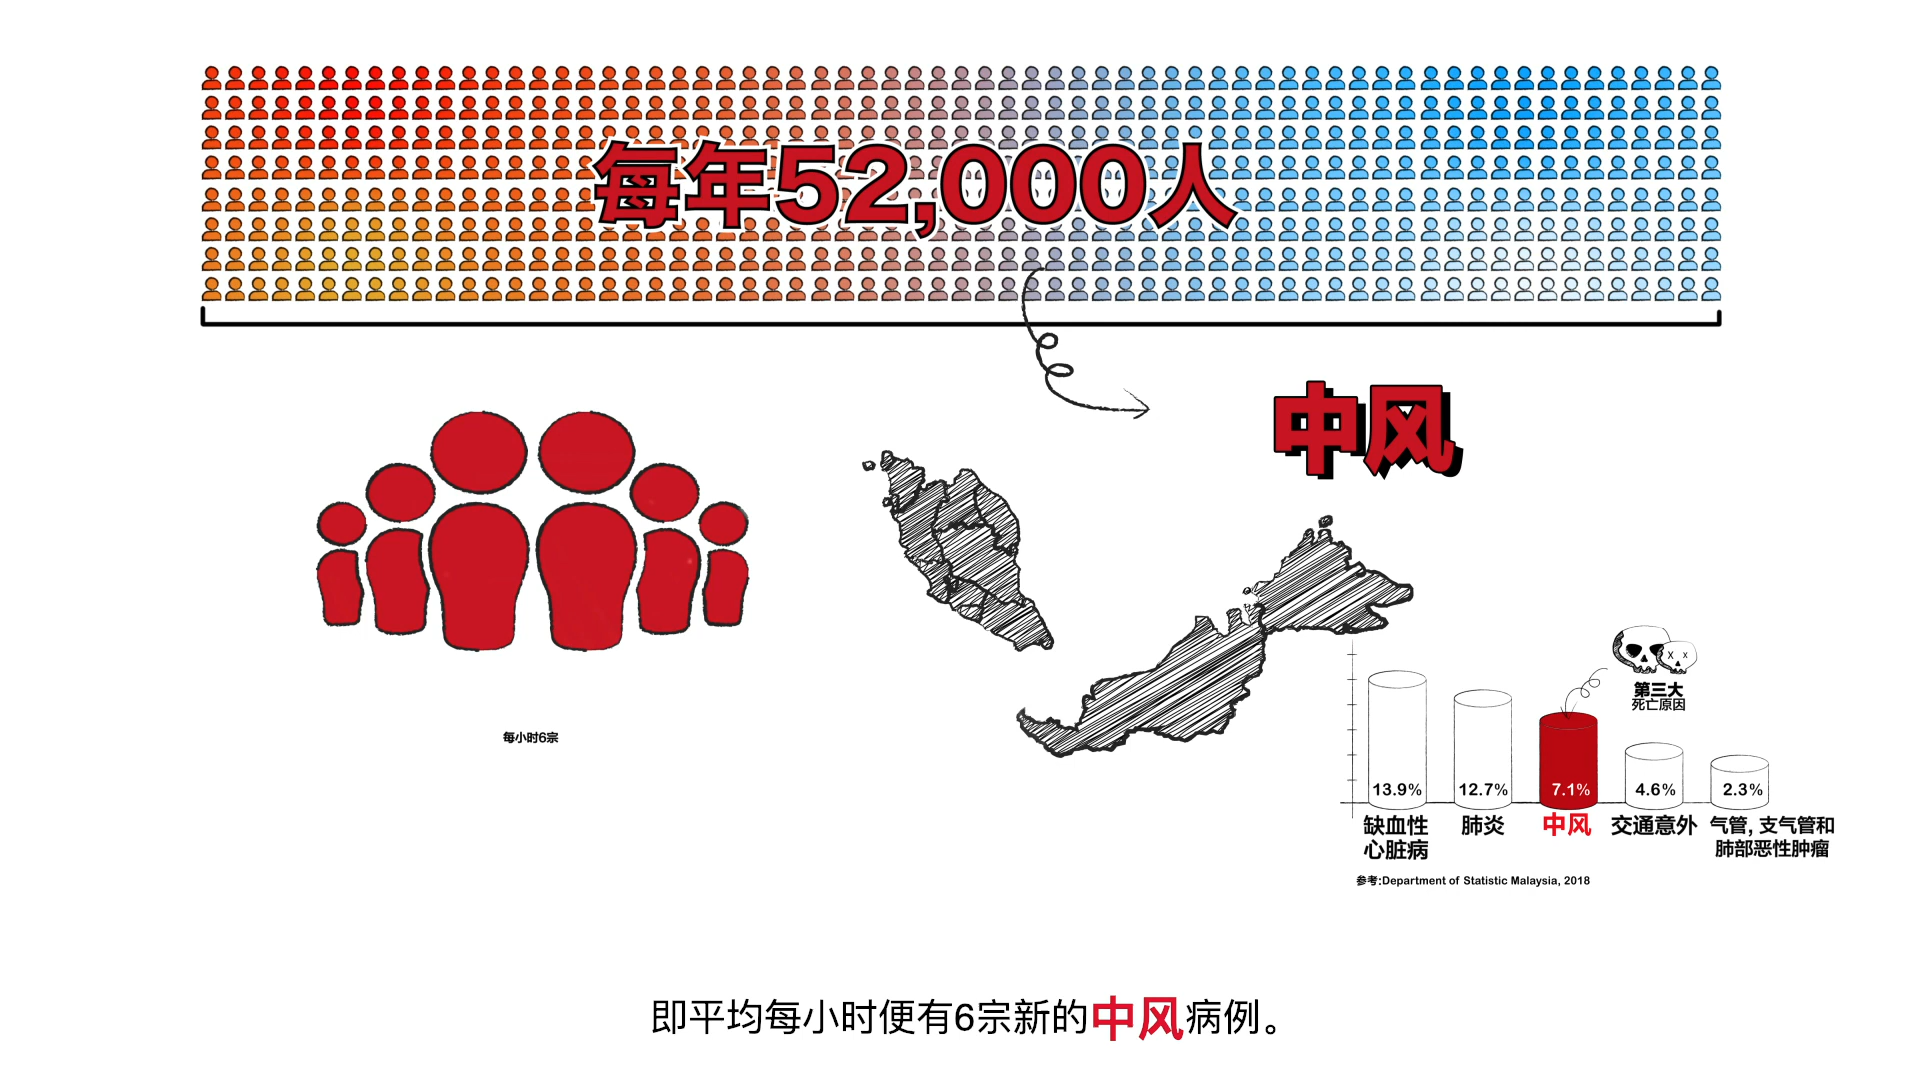 每年52,000人
中风
第三大
死亡原因
每小时6宗
13.9%
12.7%
7.1%
4.6%
2.3%
缺血性
心脏病
肺炎
中风
交通意外
气管, 支气管和
肺部恶性肿瘤
参考:Department of Statistic Malaysia, 2018
即平均每小时便有6宗新的中风病例。